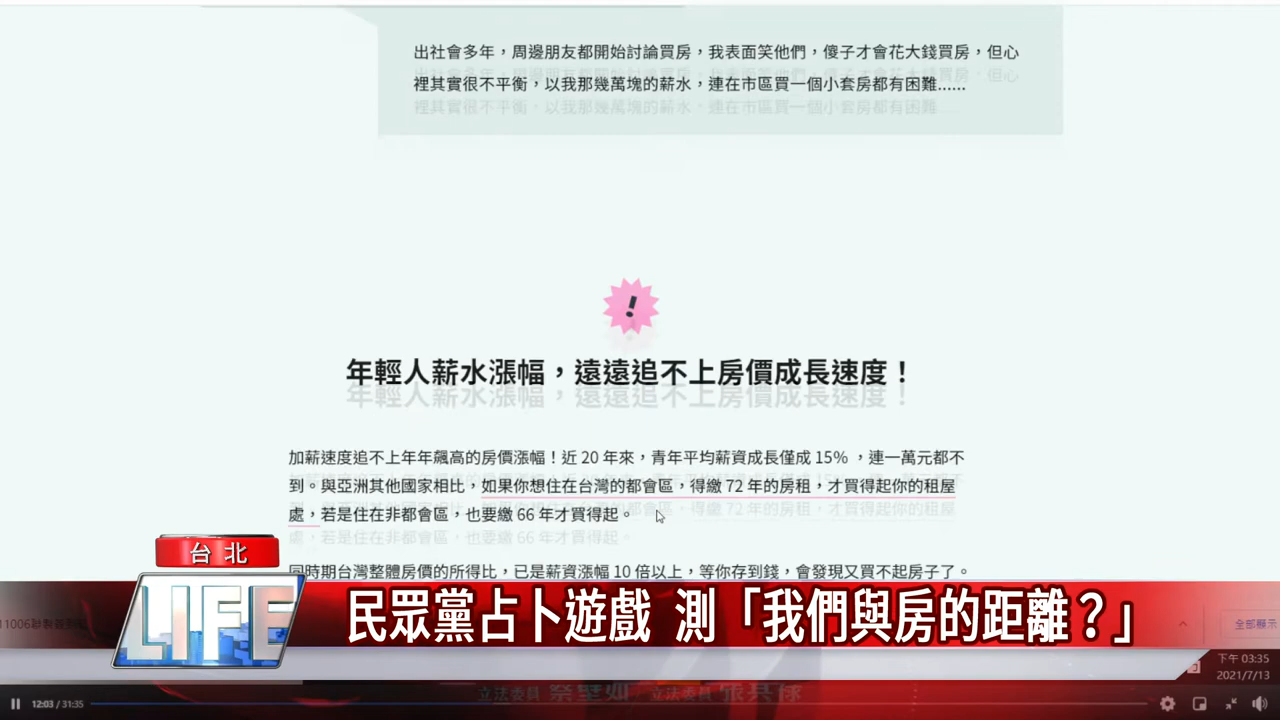 出社會多年，周邊朋友都開始討論買房，我表面笑他們，傻子才會花大錢買房，但心
裡其實很不平衡，以我那幾萬塊的薪水，連在市區買一個小套房都有困難......
!
年輕人薪水漲幅，遠遠追不上房價成長速度！
加薪速度追不上年年飆高的房價漲幅！近 20 年來，青年平均薪資成長僅成 15% ，連一萬元都不
到。與亞洲其他國家相比，如果你想住在台灣的都會區，得繳 72 年的房租，才買得起你的租屋
處，若是住在非都會區，也要繳 66 年才買得起。
同時期台灣整體房價的所得比，已是薪資漲幅 10 倍以上，等你存到錢，會發現又買不起房子了。
台北
LIFE
民眾黨占卜遊戲 測「我們與房的距離？」
全部顯示
下午 03:35
2021/7/13
立法委員 蔡壁如 / 立法委員
12:03 / 31:35